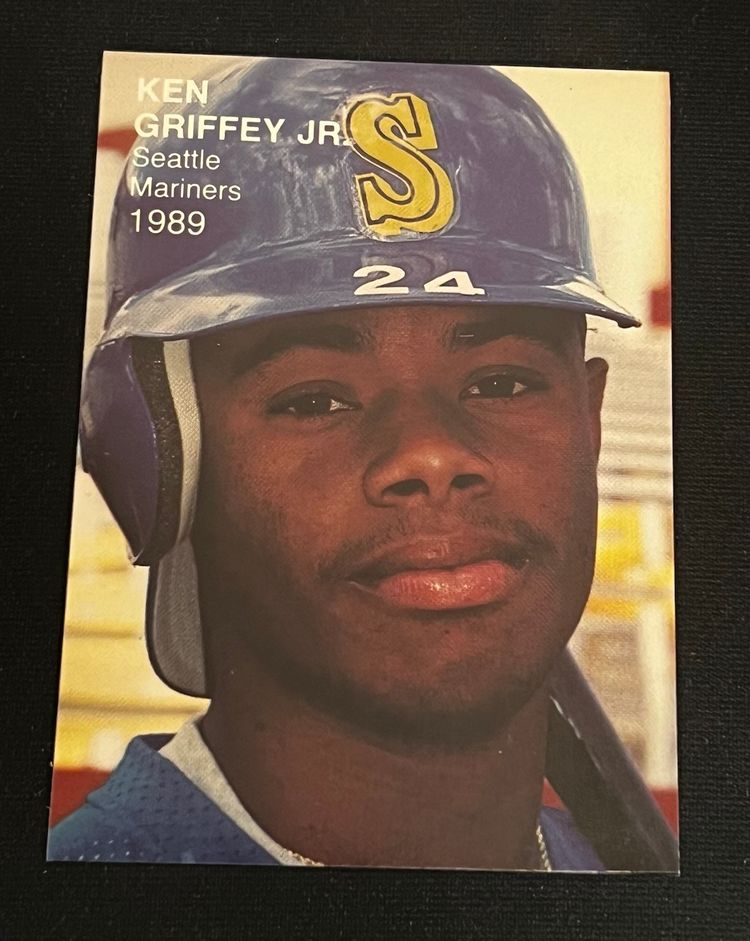 KEN
GRIFFEY JR.
Seattle
Mariners
1989
S
24